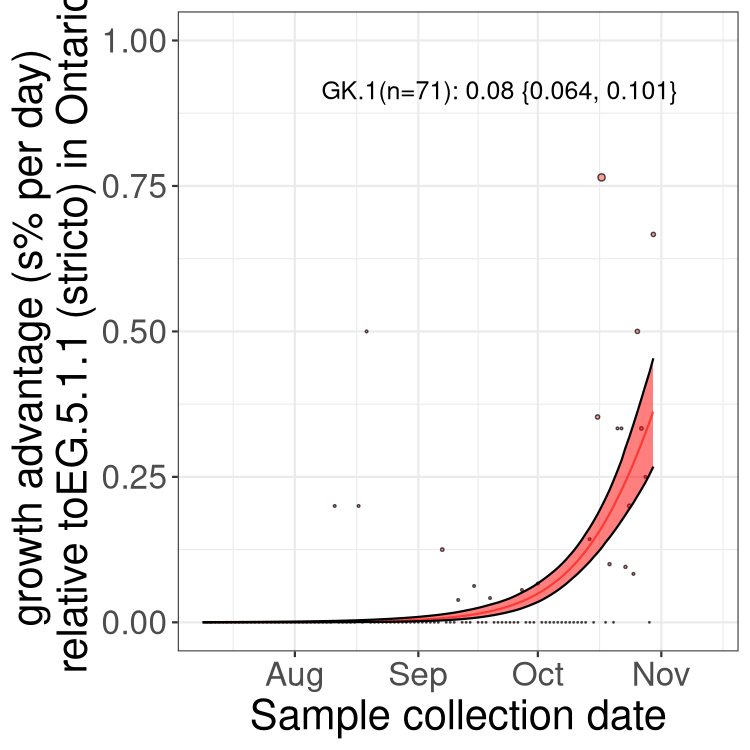 growth advantage (s% per day)
relative toEG.5.1.1 (stricto) in Ontario
1.00
0.75
0.50
0.25
0.00
GK.1(n=71): 0.08 {0.064, 0.101}
Aug Sep Oct Nov
Sample collection date